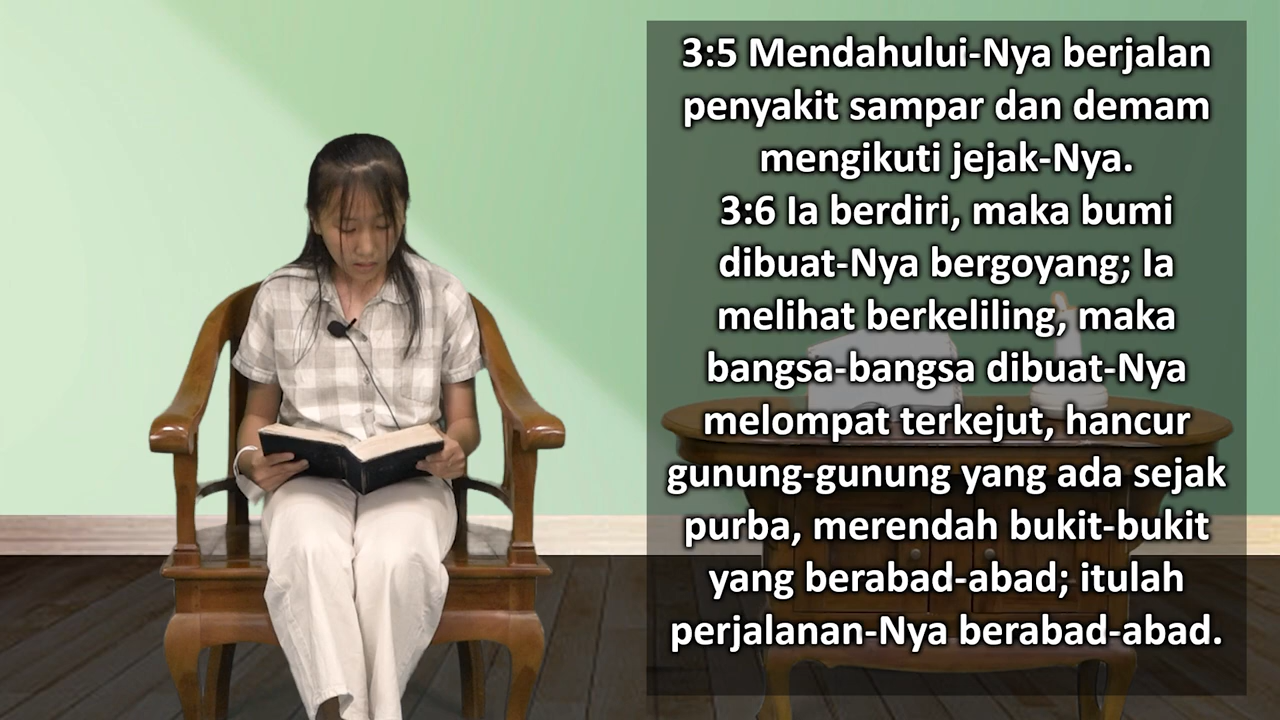 3:5 Mendahului-Nya berjalan
penyakit sampar dan demam
mengikuti jejak-Nya.
3:6 Ia berdiri, maka bumi
dibuat-Nya bergoyang; Ia
melihat berkeliling, maka
bangsa-bangsa dibuat-Nya
melompat terkejut, hancur
gunung-gunung yang ada sejak
purba, merendah bukit-bukit
yang berabad-abad; itulah
perjalanan-Nya berabad-abad.